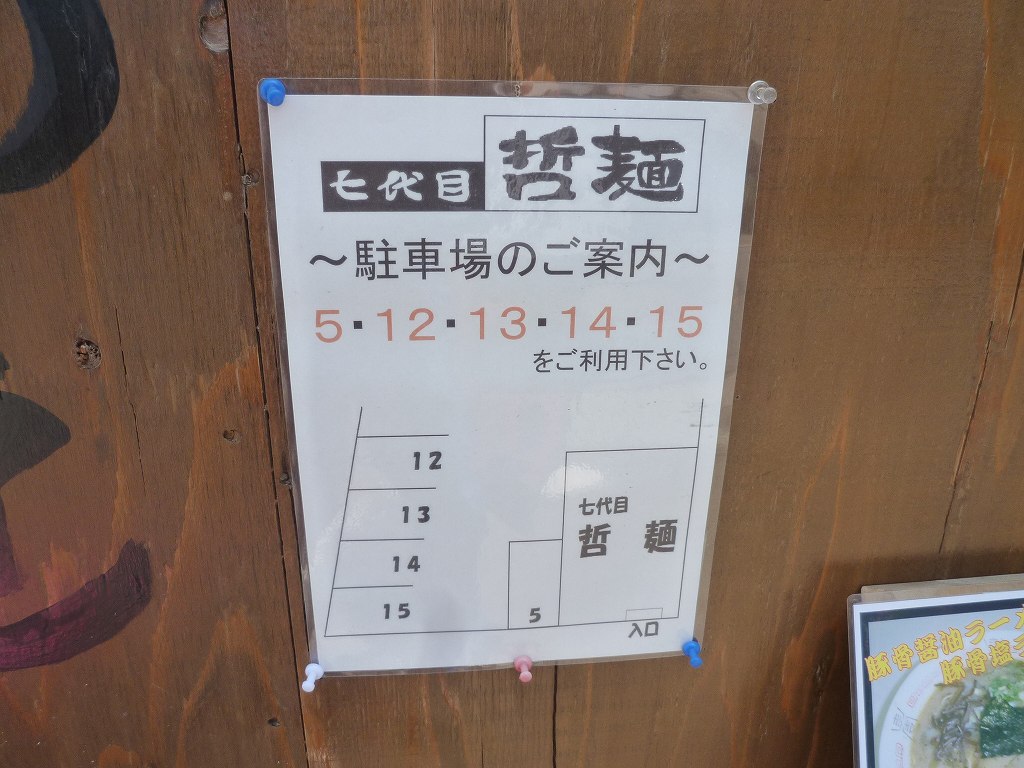 七代目 哲麺
～駐車場のご案内～
5・12・13・14・15
をご利用下さい。
12
13
14
15
5
七代目
哲 麺
入口
豚骨醤油ラーメ
豚骨塩